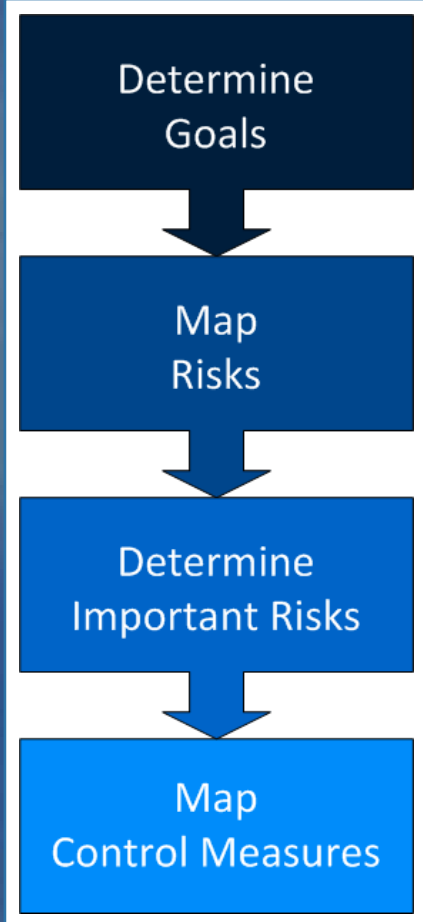 Determine
Goals
Map
Risks
Determine
Important Risks
Map
Control Measures